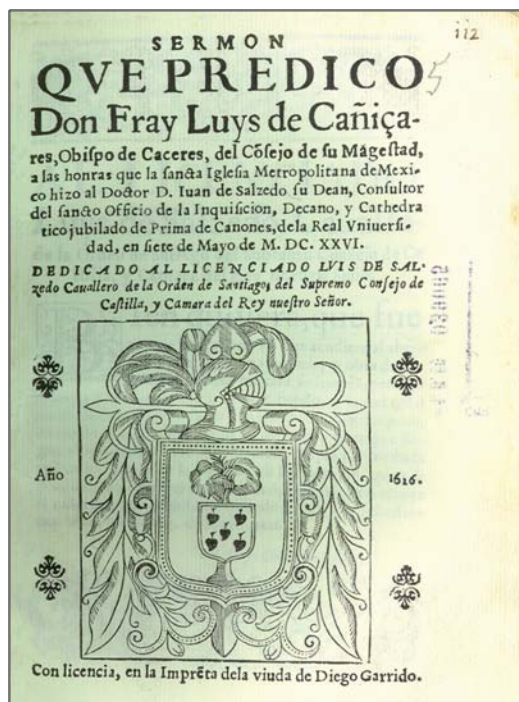 112
5
SERMON
QVE PREDICO
Don Fray Luys de Cañiça-
res, Obiſpo de Caceres, del Cõſejo de ſu Mageſtad,
a las honras que la ſancta Igleſia Metropolitana de Mexi-
co hizo al Doctor D. Iuan de Salzedo ſu Dean, Conſultor
del ſancto Officio de la Inquiſicion, Decano, y Cathedra
tico jubilado de Prima de Canones, dela Real Vniuerſi-
dad, en ſiete de Mayo de M. DC. XXVI.
DEDICADO AL LICENCIADO LVIS DE SAL-
zedo Cauallero de la Orden de Santiago, del Supremo Conſejo de
Caſtilla, y Camara del Rey nueſtro Señor.
Año 1626.
Con licencia, en la Imprẽta dela viuda de Diego Garrido.